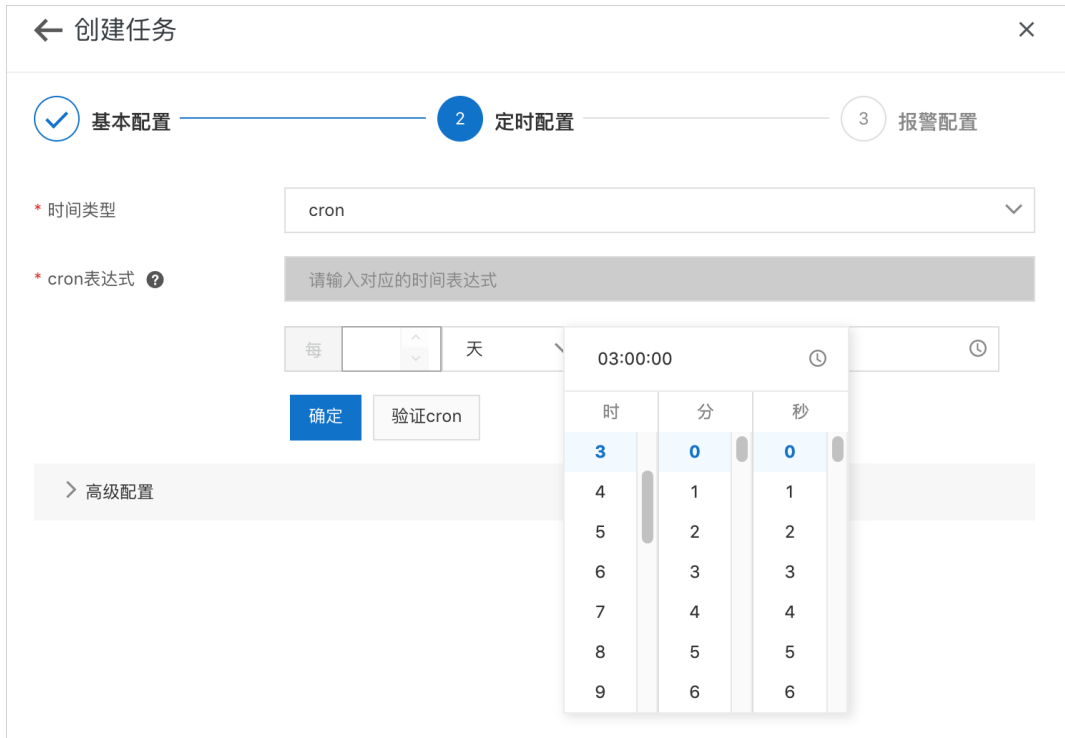 创建任务
基本配置 2 定时配置 3 报警配置
* 时间类型 cron
* cron表达式 ? 请输入对应的时间表达式
每 天 03:00:00
时 分 秒
确定 验证cron
3 0 0
高级配置
4 1 1
5 2 2
6 3 3
7 4 4
8 5 5
9 6 6